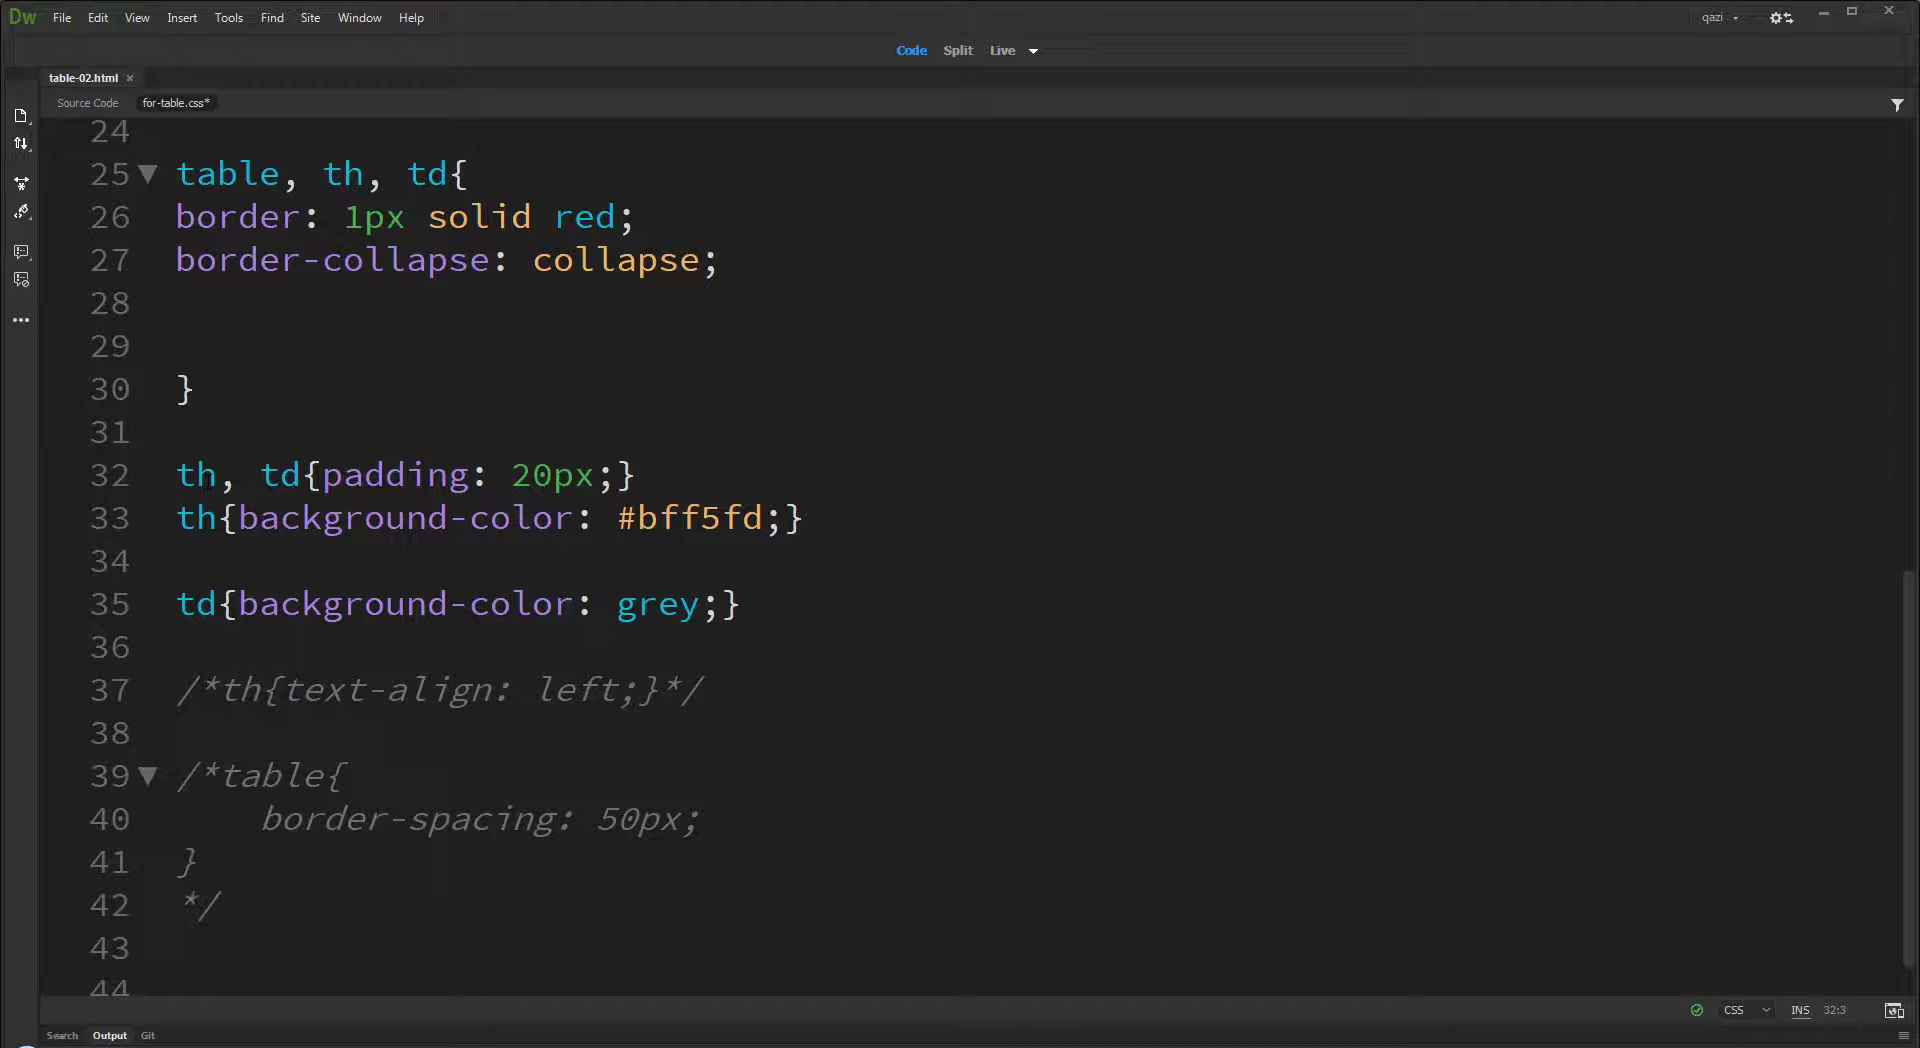 Dw File Edit View Insert Tools Find Site Window Help qazi
Code Split Live
table-02.html ×
Source Code for-table.css*
24
25 table, th, td{
26 border: 1px solid red;
27 border-collapse: collapse;
28
29
30 }
31
32 th, td{padding: 20px;}
33 th{background-color: #bff5fd;}
34
35 td{background-color: grey;}
36
37 /*th{text-align: left;}*/
38
39 /*table{
40 border-spacing: 50px;
41 }
42 */
43
44
CSS INS 32:3
Search Output Git